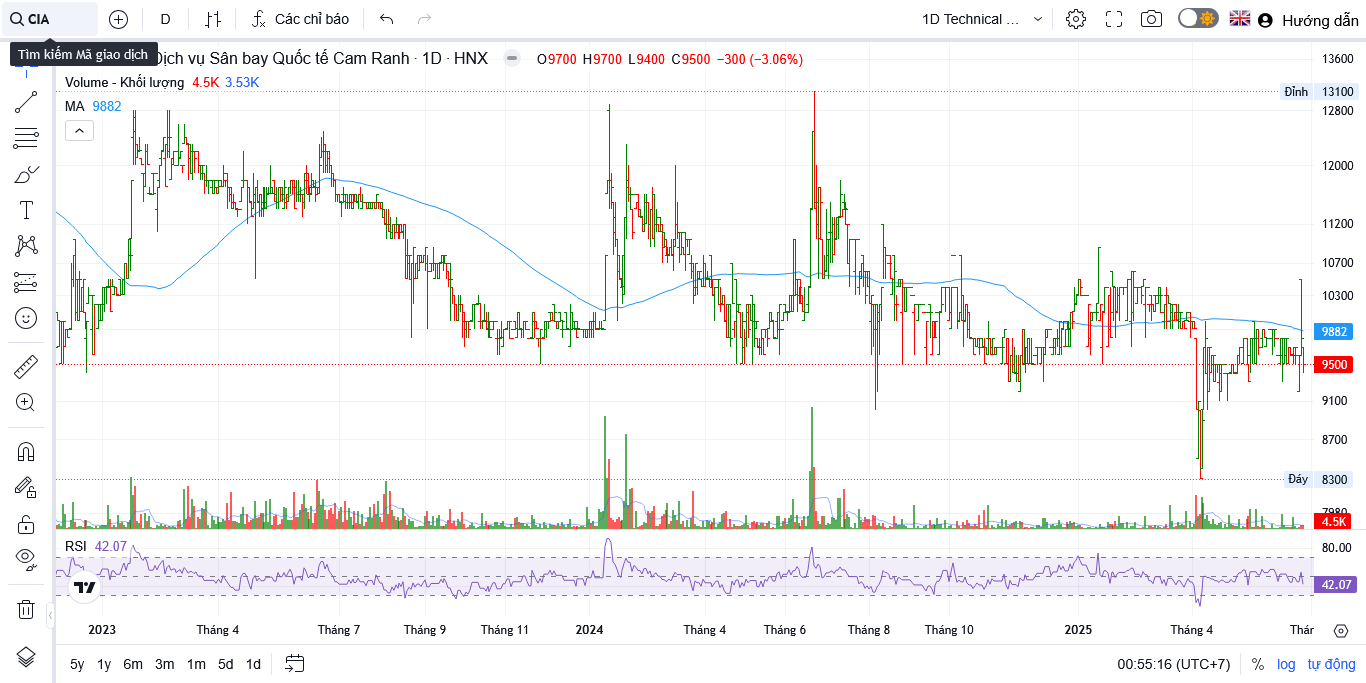 CIA
D
Các chỉ báo
1D Technical ...
Hướng dẫn
Tìm kiếm Mã giao dịch
Dịch vụ Sân bay Quốc tế Cam Ranh · 1D · HNX
O9700 H9700 L9400 C9500 −300 (−3.06%)
Volume - Khối lượng 4.5K 3.53K
MA 9882
13600
Đỉnh 13100
12800
12000
11200
10700
10300
9882
9500
9100
8700
Đáy 8300
7980
4.5K
RSI 42.07
80.00
42.07
2023 Tháng 4 Tháng 7 Tháng 9 Tháng 11 2024 Tháng 4 Tháng 6 Tháng 8 Tháng 10 2025 Tháng 4 Thár
5y 1y 6m 3m 1m 5d 1d
00:55:16 (UTC+7) % log tự động